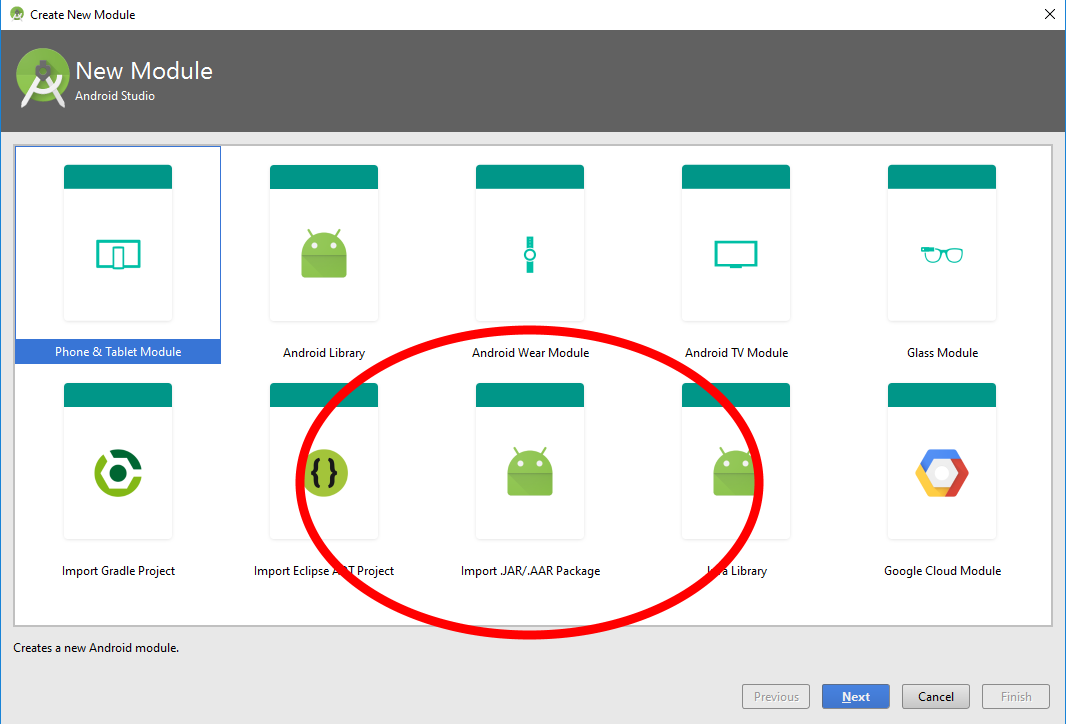 Create New Module
New Module
Android Studio
Phone & Tablet Module
Android Library
Android Wear Module
Android TV Module
Glass Module
Import Gradle Project
Import Eclipse ADT Project
Import .JAR/.AAR Package
Java Library
Google Cloud Module
Creates a new Android module.
Previous
Next
Cancel
Finish